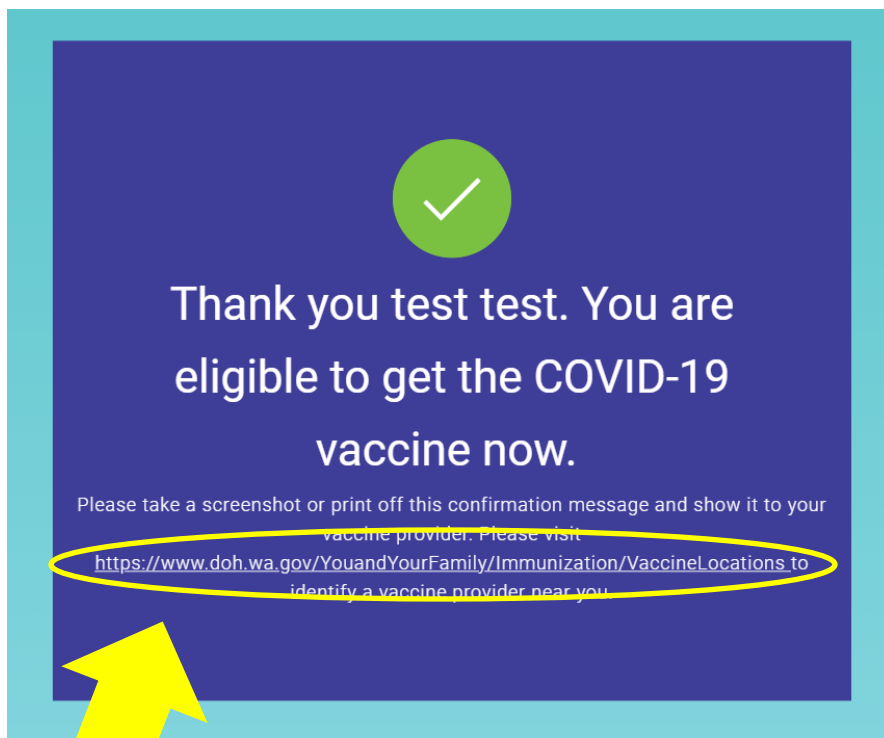 Thank you test test. You are
eligible to get the COVID-19
vaccine now.
Please take a screenshot or print off this confirmation message and show it to your
vaccine provider. Please visit
https://www.doh.wa.gov/YouandYourFamily/Immunization/VaccineLocations to
identify a vaccine provider near you.